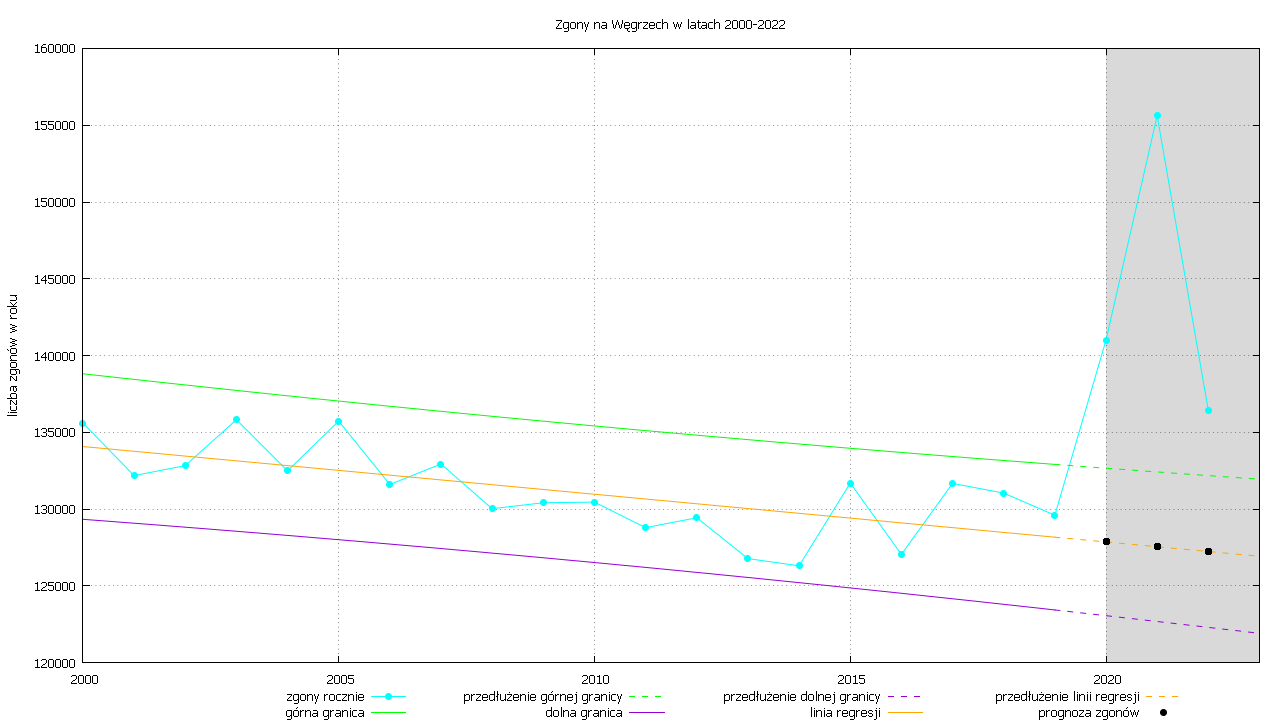 Zgony na Węgrzech w latach 2000-2022
160000
155000
150000
145000
140000
135000
130000
125000
120000
liczba zgonów w roku
2000 2005 2010 2015 2020
zgony rocznie przedłużenie górnej granicy przedłużenie dolnej granicy przedłużenie linii regresji
górna granica dolna granica linia regresji prognoza zgonów